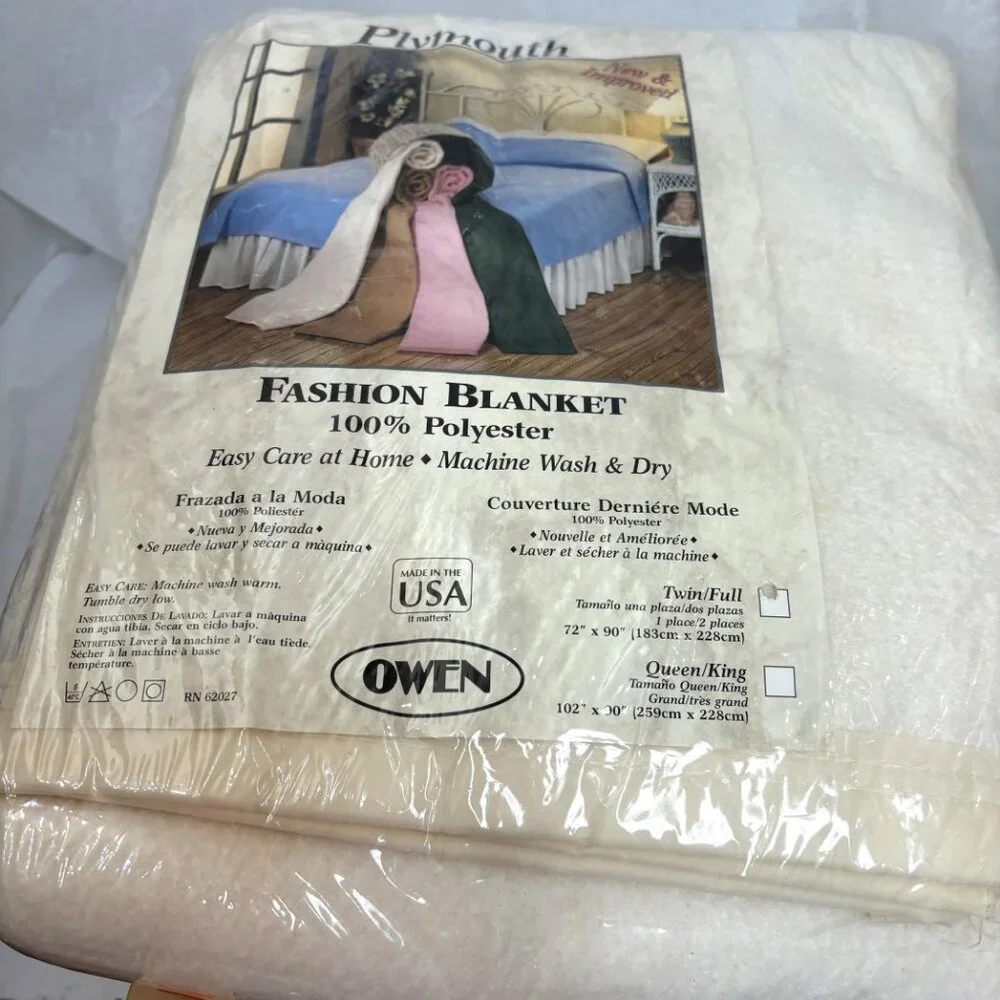 Plymouth
New &
Improved
FASHION BLANKET
100% Polyester
Easy Care at Home ♦ Machine Wash & Dry
Frazada a la Moda
100% Poliestér
♦ Nueva y Mejorada ♦
♦ Se puede lavar y secar a màquina ♦
Couverture Derniére Mode
100% Polyester
♦ Nouvelle et Améliorée ♦
♦ Laver et sécher à la machine ♦
EASY CARE: Machine wash warm.
Tumble dry low.
INSTRUCCIONES DE LAVADO: Lavar a máquina
con agua tibia. Secar en ciclo bajo.
ENTRETIEN: Laver à la machine à l'eau tiède.
Sécher à la machine à basse
température.
40°C
RN 62027
MADE IN THE
USA
It matters!
OWEN
Twin/Full
Tamaño una plaza/dos plazas
1 place/2 places
72" x 90" (183cm x 228cm)
Queen/King
Tamaño Queen/King
Grand/très grand
102" x 90" (259cm x 228cm)